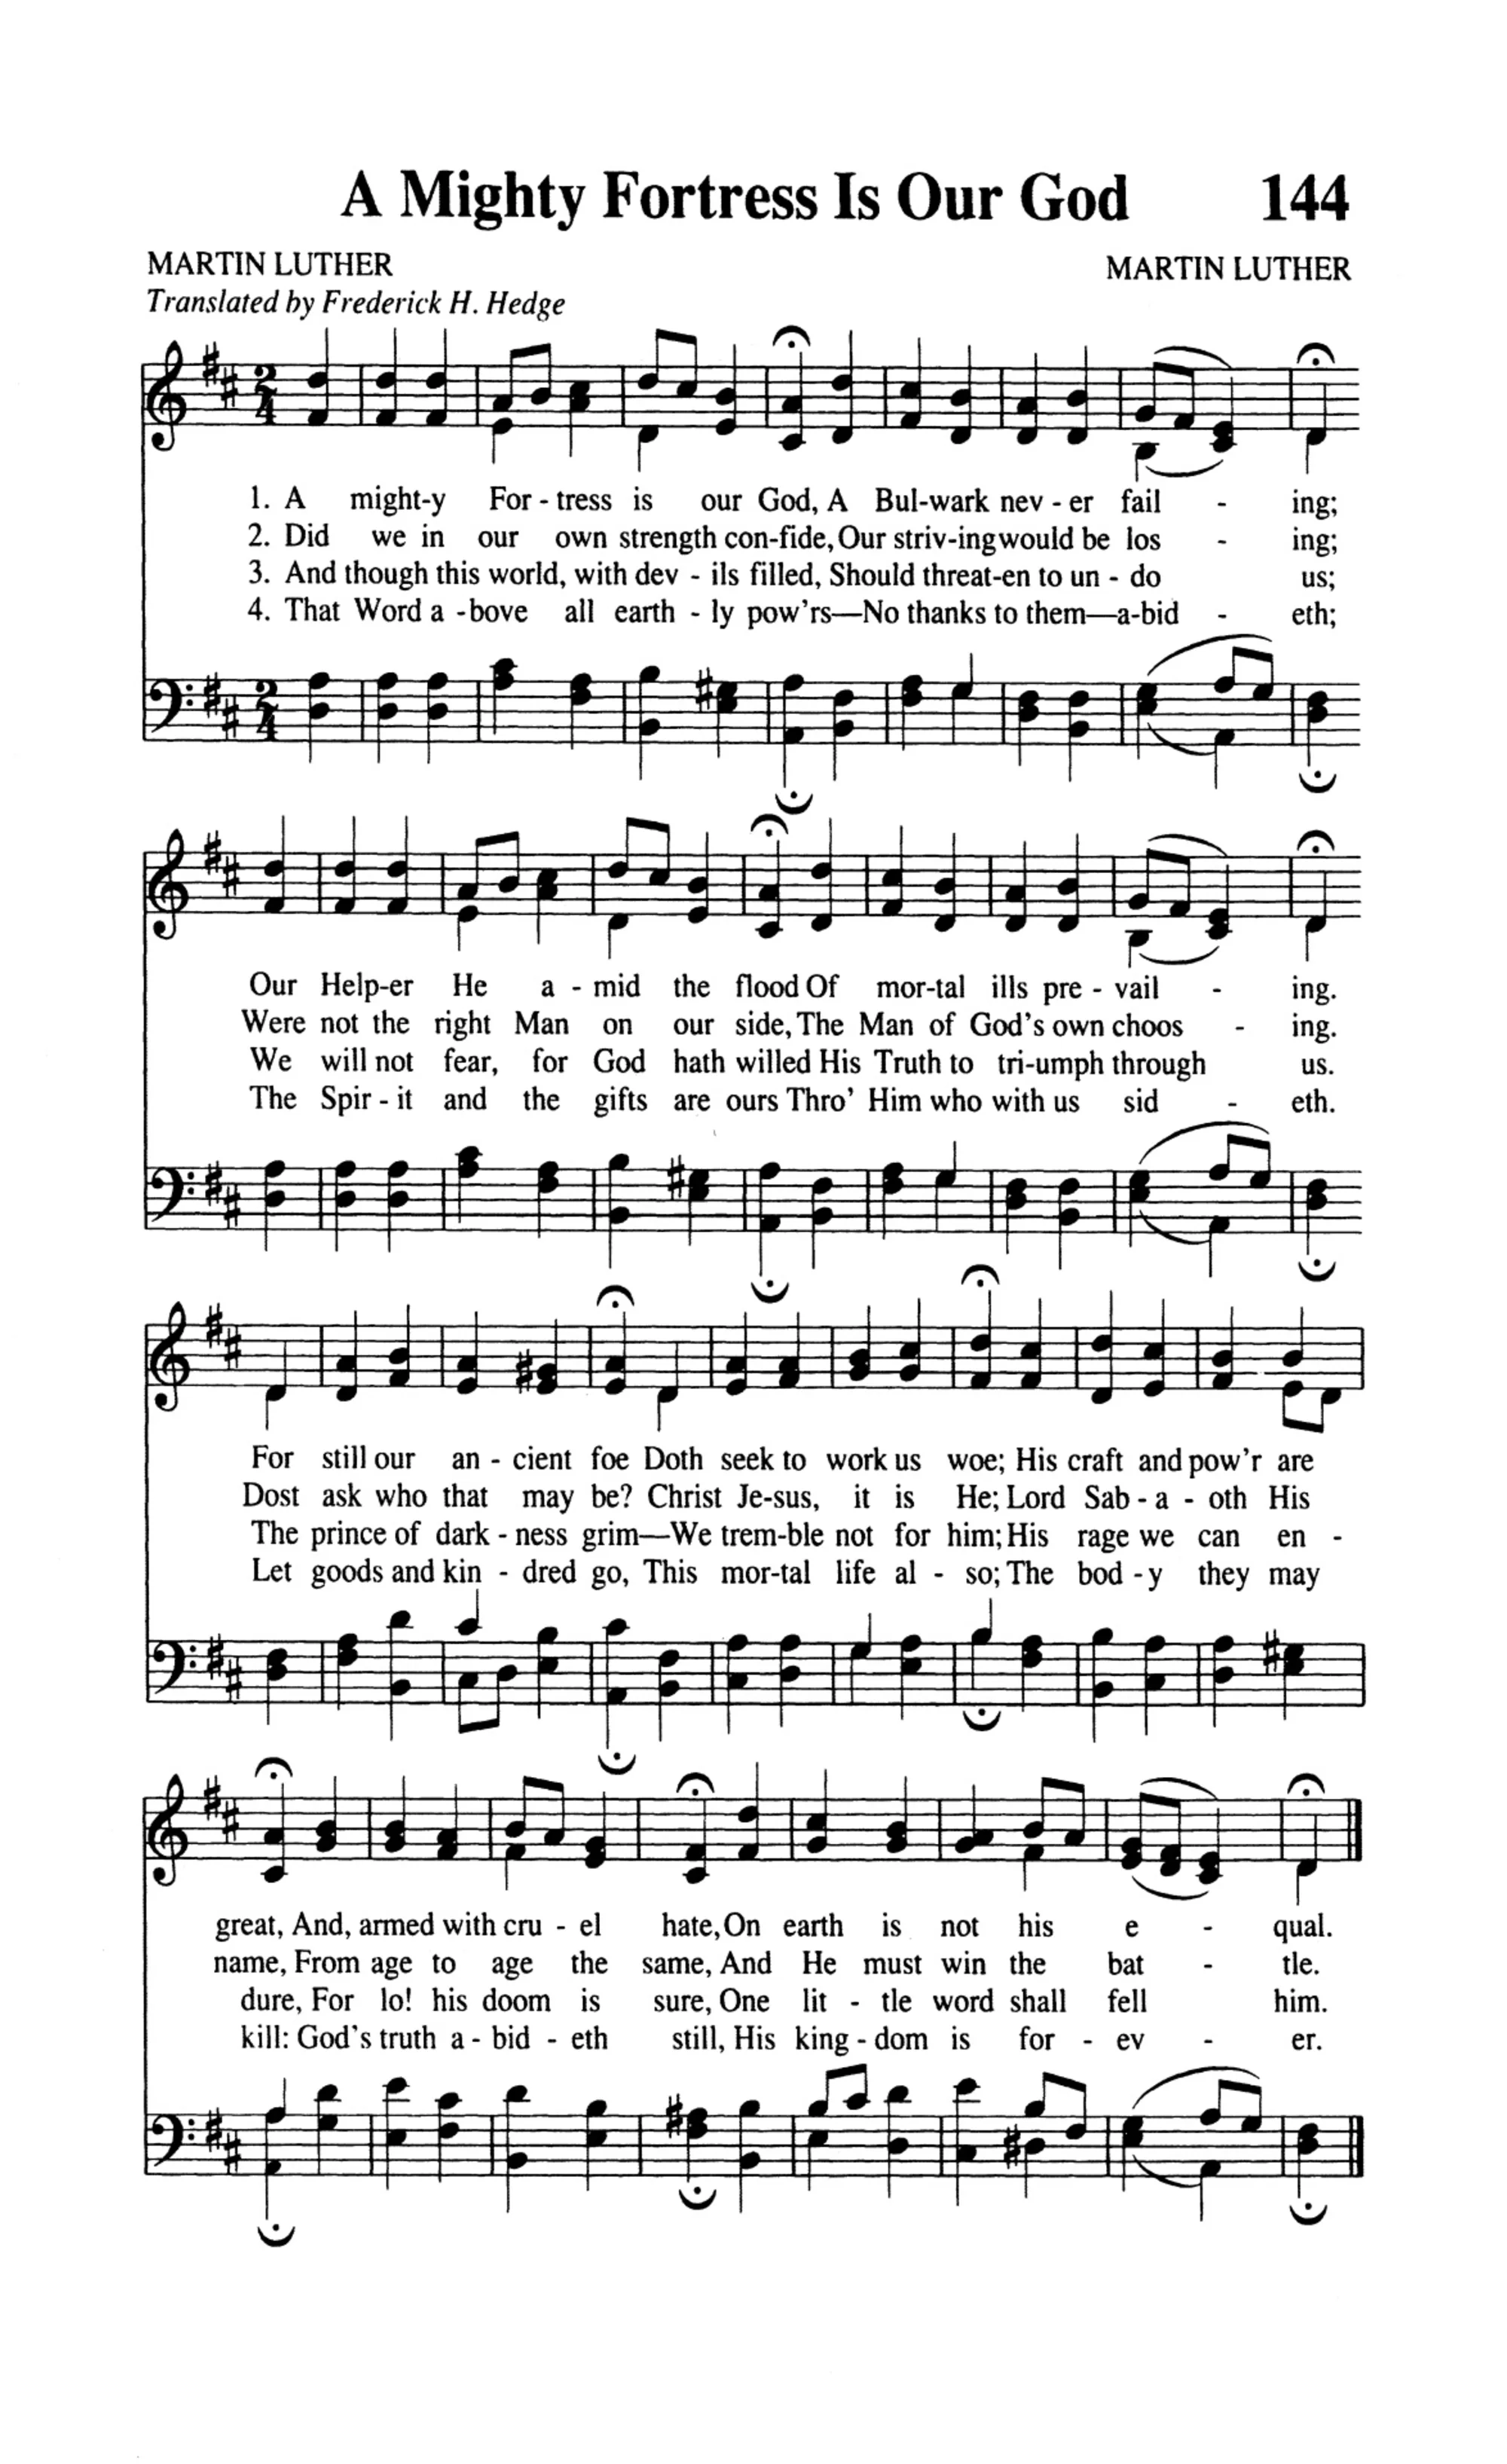 A Mighty Fortress Is Our God 144
MARTIN LUTHER MARTIN LUTHER
Translated by Frederick H. Hedge
1. A might-y For - tress is our God, A Bul-wark nev - er fail - ing;
2. Did we in our own strength con-fide, Our striv-ing would be los - ing;
3. And though this world, with dev - ils filled, Should threat-en to un - do us;
4. That Word a -bove all earth - ly pow'rs—No thanks to them—a-bid - eth;
Our Help-er He a - mid the flood Of mor-tal ills pre - vail - ing.
Were not the right Man on our side, The Man of God's own choos - ing.
We will not fear, for God hath willed His Truth to tri-umph through us.
The Spir - it and the gifts are ours Thro' Him who with us sid - eth.
For still our an - cient foe Doth seek to work us woe; His craft and pow'r are
Dost ask who that may be? Christ Je-sus, it is He; Lord Sab - a - oth His
The prince of dark - ness grim—We trem-ble not for him; His rage we can en -
Let goods and kin - dred go, This mor-tal life al - so; The bod - y they may
great, And, armed with cru - el hate, On earth is not his e - qual.
name, From age to age the same, And He must win the bat - tle.
dure, For lo! his doom is sure, One lit - tle word shall fell him.
kill: God's truth a - bid - eth still, His king - dom is for - ev - er.